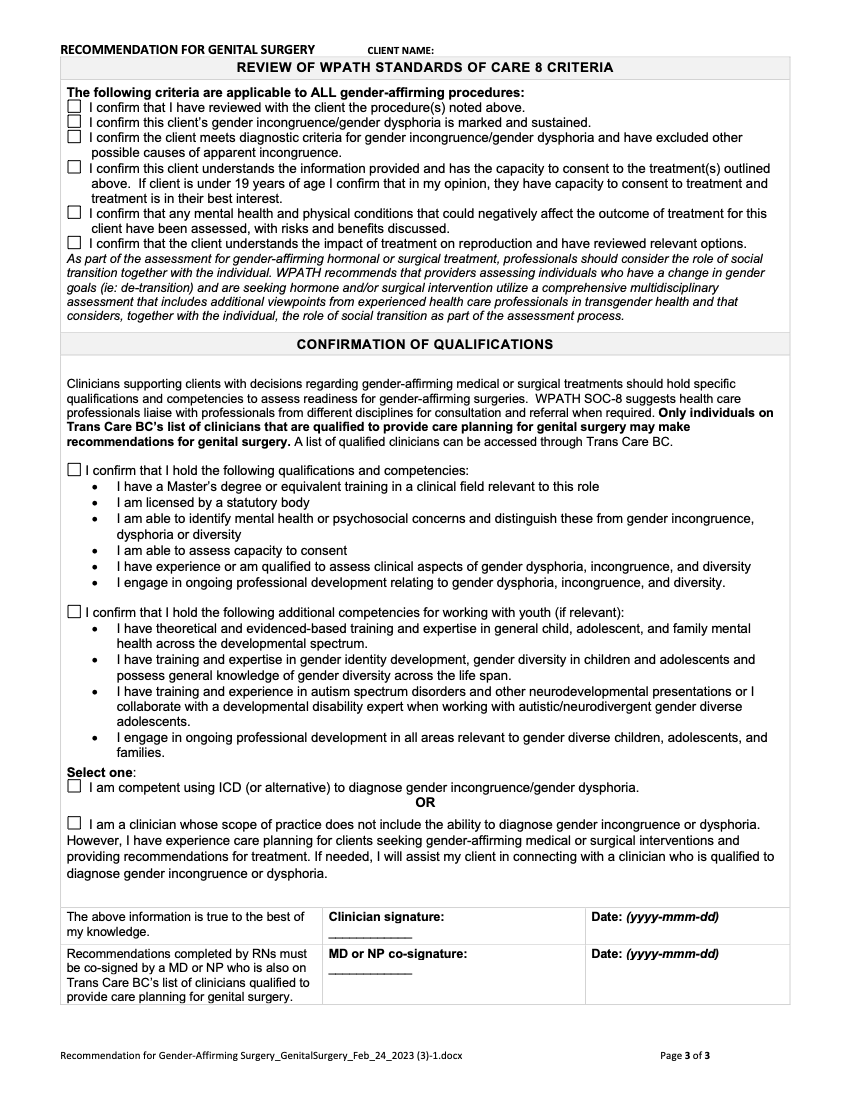 RECOMMENDATION FOR GENITAL SURGERY CLIENT NAME:
REVIEW OF WPATH STANDARDS OF CARE 8 CRITERIA
The following criteria are applicable to ALL gender-affirming procedures:
☐ I confirm that I have reviewed with the client the procedure(s) noted above.
☐ I confirm this client's gender incongruence/gender dysphoria is marked and sustained.
☐ I confirm the client meets diagnostic criteria for gender incongruence/gender dysphoria and have excluded other
possible causes of apparent incongruence.
☐ I confirm this client understands the information provided and has the capacity to consent to the treatment(s) outlined
above. If client is under 19 years of age I confirm that in my opinion, they have capacity to consent to treatment and
treatment is in their best interest.
☐ I confirm that any mental health and physical conditions that could negatively affect the outcome of treatment for this
client have been assessed, with risks and benefits discussed.
☐ I confirm that the client understands the impact of treatment on reproduction and have reviewed relevant options.
As part of the assessment for gender-affirming hormonal or surgical treatment, professionals should consider the role of social
transition together with the individual. WPATH recommends that providers assessing individuals who have a change in gender
goals (ie: de-transition) and are seeking hormone and/or surgical intervention utilize a comprehensive multidisciplinary
assessment that includes additional viewpoints from experienced health care professionals in transgender health and that
considers, together with the individual, the role of social transition as part of the assessment process.
CONFIRMATION OF QUALIFICATIONS
Clinicians supporting clients with decisions regarding gender-affirming medical or surgical treatments should hold specific
qualifications and competencies to assess readiness for gender-affirming surgeries. WPATH SOC-8 suggests health care
professionals liaise with professionals from different disciplines for consultation and referral when required. Only individuals on
Trans Care BC's list of clinicians that are qualified to provide care planning for genital surgery may make
recommendations for genital surgery. A list of qualified clinicians can be accessed through Trans Care BC.
☐ I confirm that I hold the following qualifications and competencies:
• I have a Master's degree or equivalent training in a clinical field relevant to this role
• I am licensed by a statutory body
• I am able to identify mental health or psychosocial concerns and distinguish these from gender incongruence,
dysphoria or diversity
• I am able to assess capacity to consent
• I have experience or am qualified to assess clinical aspects of gender dysphoria, incongruence, and diversity
• I engage in ongoing professional development relating to gender dysphoria, incongruence, and diversity.
☐ I confirm that I hold the following additional competencies for working with youth (if relevant):
• I have theoretical and evidenced-based training and expertise in general child, adolescent, and family mental
health across the developmental spectrum.
• I have training and expertise in gender identity development, gender diversity in children and adolescents and
possess general knowledge of gender diversity across the life span.
• I have training and experience in autism spectrum disorders and other neurodevelopmental presentations or I
collaborate with a developmental disability expert when working with autistic/neurodivergent gender diverse
adolescents.
• I engage in ongoing professional development in all areas relevant to gender diverse children, adolescents, and
families.
Select one:
☐ I am competent using ICD (or alternative) to diagnose gender incongruence/gender dysphoria.
OR
☐ I am a clinician whose scope of practice does not include the ability to diagnose gender incongruence or dysphoria.
However, I have experience care planning for clients seeking gender-affirming medical or surgical interventions and
providing recommendations for treatment. If needed, I will assist my client in connecting with a clinician who is qualified to
diagnose gender incongruence or dysphoria.
The above information is true to the best of
my knowledge.
Clinician signature:
____________
Date: (yyyy-mmm-dd)
Recommendations completed by RNs must
be co-signed by a MD or NP who is also on
Trans Care BC's list of clinicians qualified to
provide care planning for genital surgery.
MD or NP co-signature:
____________
Date: (yyyy-mmm-dd)
Recommendation for Gender-Affirming Surgery_GenitalSurgery_Feb_24_2023 (3)-1.docx Page 3 of 3